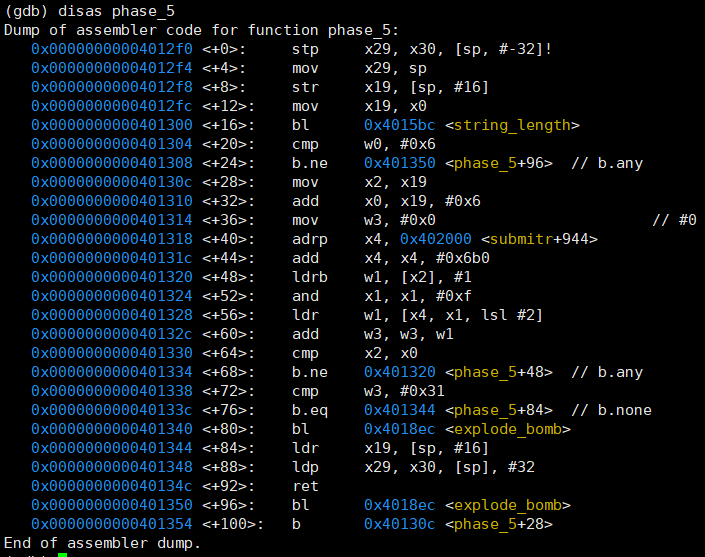 (gdb) disas phase_5
Dump of assembler code for function phase_5:
   0x00000000004012f0 <+0>:	stp	x29, x30, [sp, #-32]!
   0x00000000004012f4 <+4>:	mov	x29, sp
   0x00000000004012f8 <+8>:	str	x19, [sp, #16]
   0x00000000004012fc <+12>:	mov	x19, x0
   0x0000000000401300 <+16>:	bl	0x4015bc <string_length>
   0x0000000000401304 <+20>:	cmp	w0, #0x6
   0x0000000000401308 <+24>:	b.ne	0x401350 <phase_5+96>  // b.any
   0x000000000040130c <+28>:	mov	x2, x19
   0x0000000000401310 <+32>:	add	x0, x19, #0x6
   0x0000000000401314 <+36>:	mov	w3, #0x0                   	// #0
   0x0000000000401318 <+40>:	adrp	x4, 0x402000 <submitr+944>
   0x000000000040131c <+44>:	add	x4, x4, #0x6b0
   0x0000000000401320 <+48>:	ldrb	w1, [x2], #1
   0x0000000000401324 <+52>:	and	x1, x1, #0xf
   0x0000000000401328 <+56>:	ldr	w1, [x4, x1, lsl #2]
   0x000000000040132c <+60>:	add	w3, w3, w1
   0x0000000000401330 <+64>:	cmp	x2, x0
   0x0000000000401334 <+68>:	b.ne	0x401320 <phase_5+48>  // b.any
   0x0000000000401338 <+72>:	cmp	w3, #0x31
   0x000000000040133c <+76>:	b.eq	0x401344 <phase_5+84>  // b.none
   0x0000000000401340 <+80>:	bl	0x4018ec <explode_bomb>
   0x0000000000401344 <+84>:	ldr	x19, [sp, #16]
   0x0000000000401348 <+88>:	ldp	x29, x30, [sp], #32
   0x000000000040134c <+92>:	ret
   0x0000000000401350 <+96>:	bl	0x4018ec <explode_bomb>
   0x0000000000401354 <+100>:	b	0x40130c <phase_5+28>
End of assembler dump.